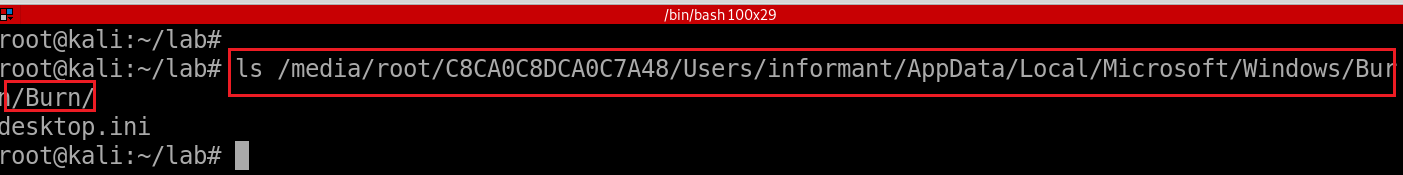 /bin/bash 100x29
root@kali:~/lab#
root@kali:~/lab# ls /media/root/C8CA0C8DCA0C7A48/Users/informant/AppData/Local/Microsoft/Windows/Bur
n/Burn/
desktop.ini
root@kali:~/lab#